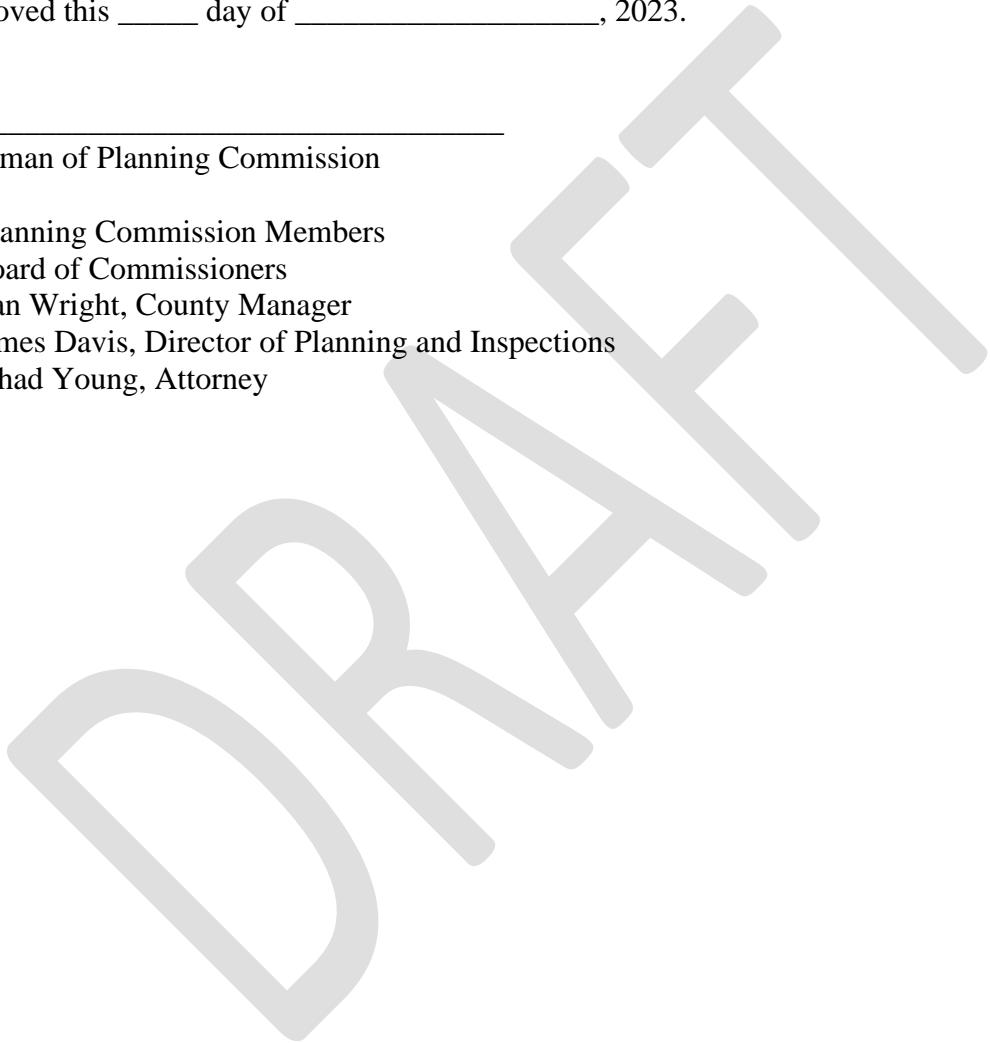 oved this _____ day of ___________________, 2023.
________________________________
man of Planning Commission
anning Commission Members
oard of Commissioners
an Wright, County Manager
mes Davis, Director of Planning and Inspections
had Young, Attorney
DRAFT